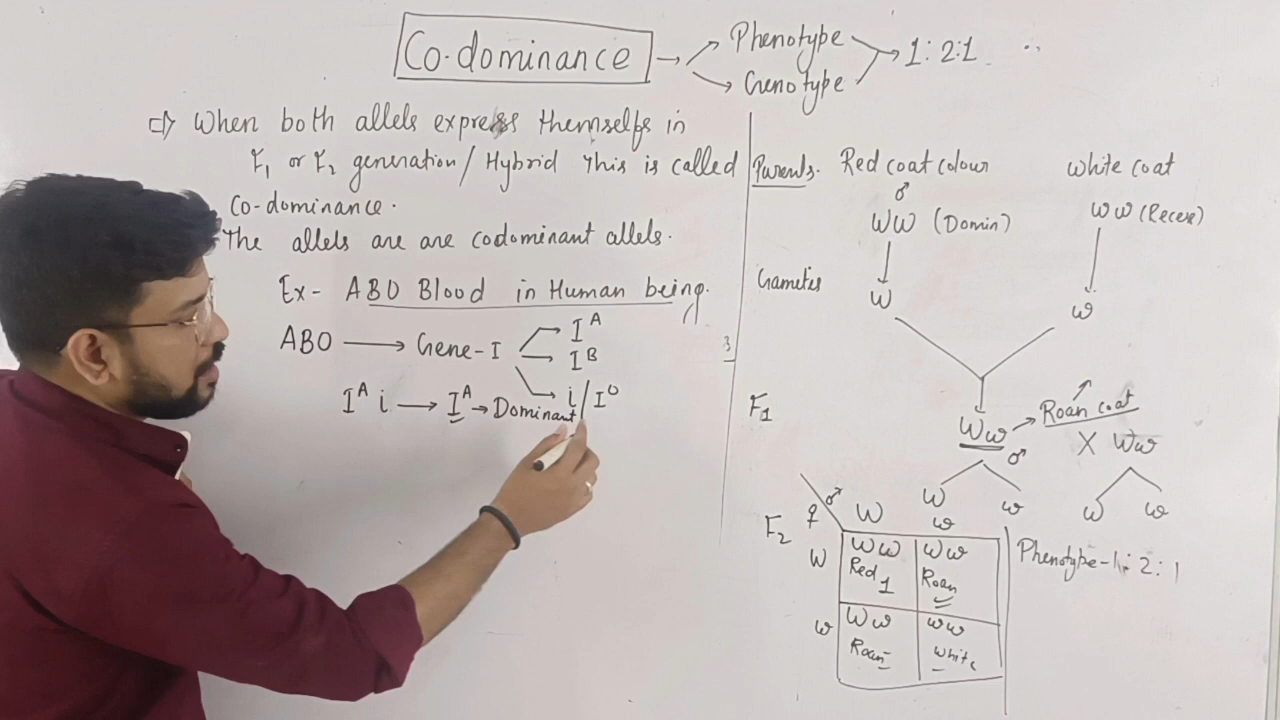 Co-dominance → Phenotype
Genotype → 1:2:1
⇒ When both allels express themselfs in
F₁ or F₂ generation/Hybrid This is called
Co-dominance.
The allels are are codominant allels.
Ex- ABO Blood in Human being.
ABO → Gene-I
I^A
I^B
i/I^O
I^A i → I^A → Dominant
3
Parents. Red coat colour White coat
♂
WW (Domin) ww (Recese)
Gametes W w
F₁ Ww → Roan coat
♂ X Ww
W w W w
F₂ ♀ ♂ W w
W WW Red 1 Ww Roan
w Ww Roan ww White
Phenotype-1:2:1